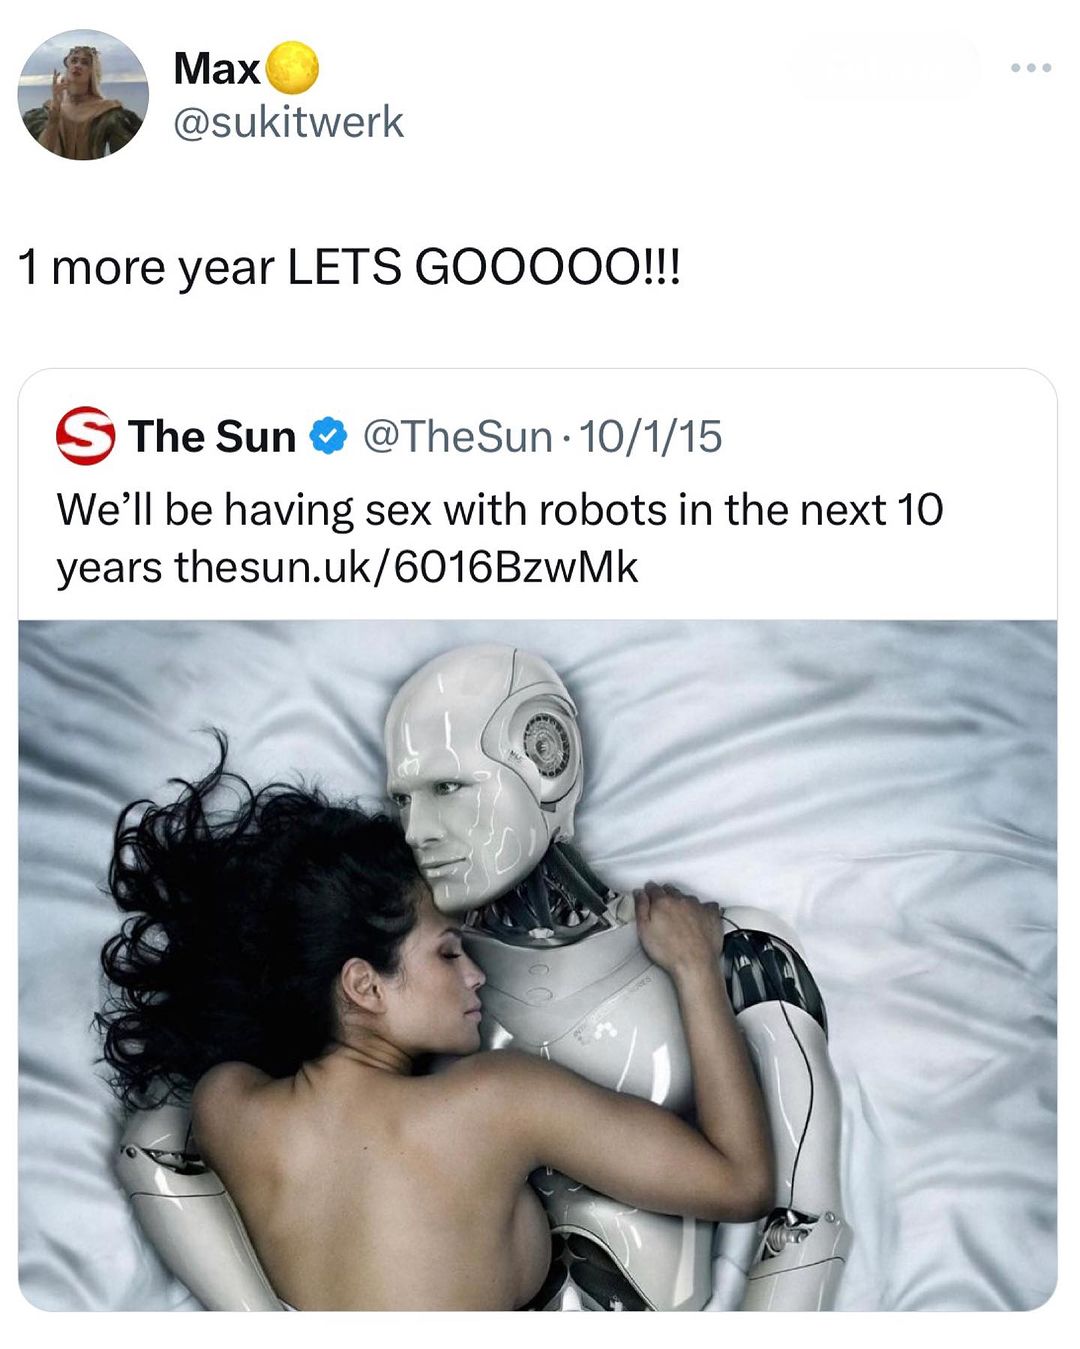 Max🌕
@sukitwerk
1 more year LETS GOOOOO!!!
The Sun @TheSun · 10/1/15
We’ll be having sex with robots in the next 10
years thesun.uk/6016BzwMk